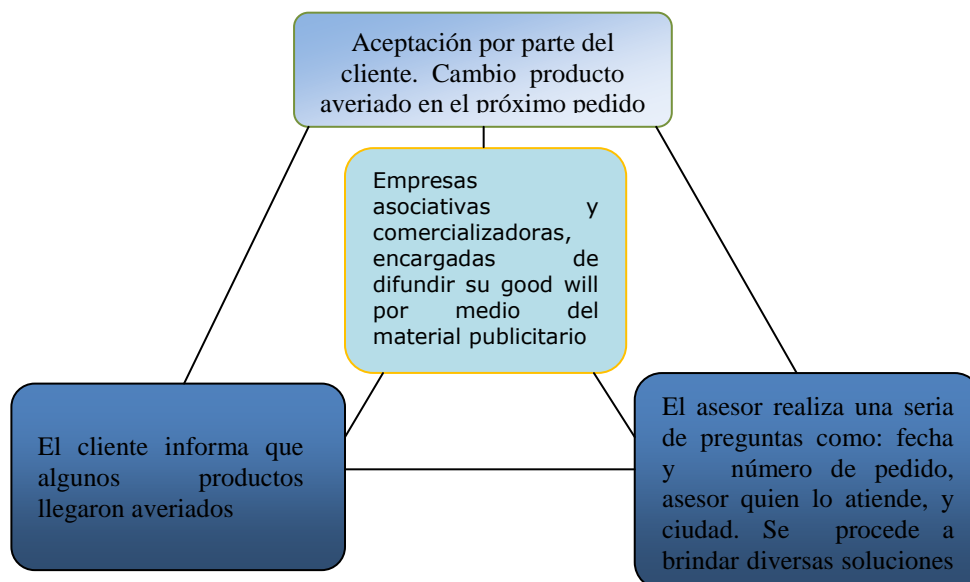 Aceptación por parte del
cliente. Cambio producto
averiado en el próximo pedido
Empresas
asociativas y
comercializadoras,
encargadas de
difundir su good will
por medio del
material publicitario
El cliente informa que
algunos productos
llegaron averiados
El asesor realiza una seria
de preguntas como: fecha
y número de pedido,
asesor quien lo atiende, y
ciudad. Se procede a
brindar diversas soluciones